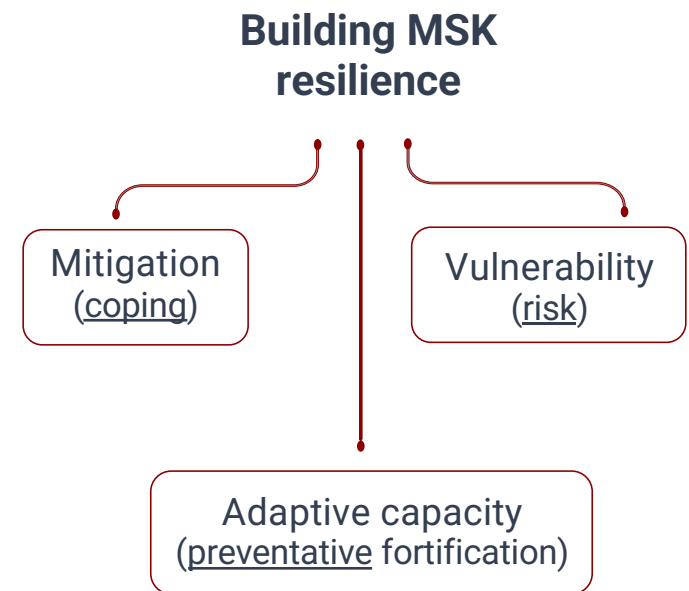 Building MSK
resilience
Mitigation
(coping)
Vulnerability
(risk)
Adaptive capacity
(preventative fortification)